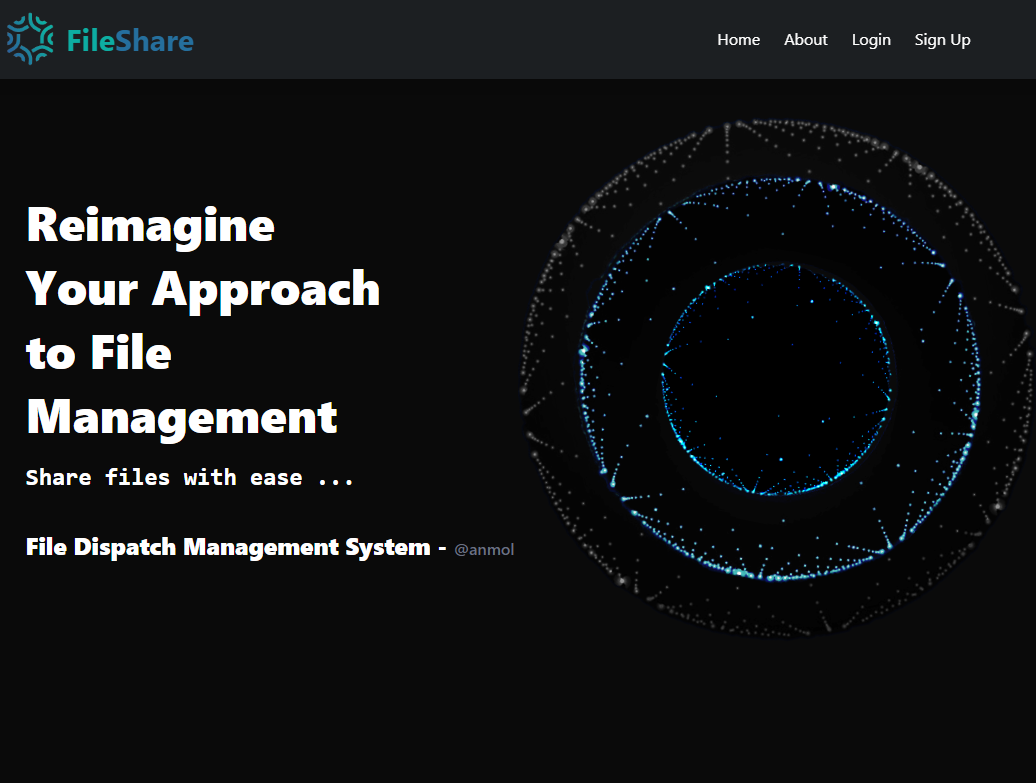 FileShare
Home About Login Sign Up
Reimagine
Your Approach
to File
Management
Share files with ease ...
File Dispatch Management System - @anmol